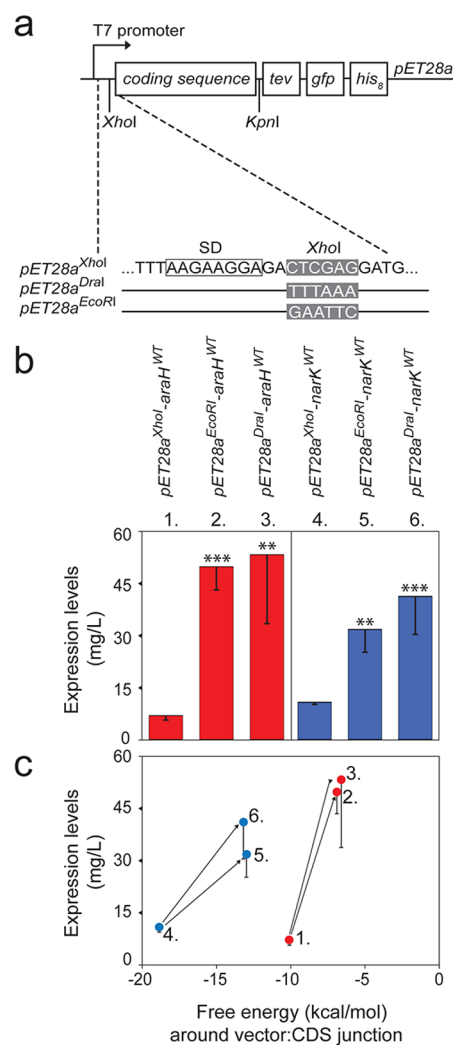 a
T7 promoter
coding sequence tev gfp his8 pET28a
XhoI KpnI
SD XhoI
pET28aXhoI ...TTTAAGAAGGAGACTCGAGGATG...
pET28aDraI TTTAAA
pET28aEcoRI GAATTC
b
pET28aXhoI-araHWT
pET28aEcoRI-araHWT
pET28aDraI-araHWT
pET28aXhoI-narKWT
pET28aEcoRI-narKWT
pET28aDraI-narKWT
1. 2. 3. 4. 5. 6.
Expression levels
(mg/L)
60
45
30
15
0
*** ** ** ***
c
Expression levels
(mg/L)
60
45
30
15
0
6.
5.
4.
3.
2.
1.
-20 -15 -10 -5 0
Free energy (kcal/mol)
around vector:CDS junction